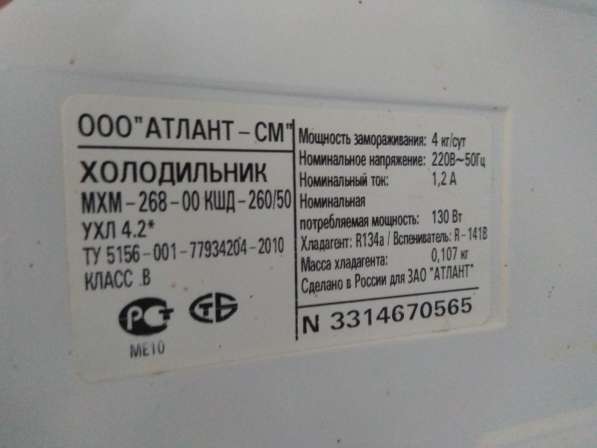 ООО"АТЛАНТ-СМ"
ХОЛОДИЛЬНИК
МХМ-268-00 КШД-260/50
УХЛ 4.2*
ТУ 5156-001-77934204-2010
КЛАСС .В
РСТ
СТБ
МЕ10
Мощность замораживания: 4 кг/сут
Номинальное напряжение: 220В~50Гц
Номинальный ток: 1,2 А
Номинальная
потребляемая мощность: 130 Вт
Хладагент: R134a / Вспениватель: R-141B
Масса хладагента: 0,107 кг
Сделано в России для ЗАО "АТЛАНТ"
N 3314670565